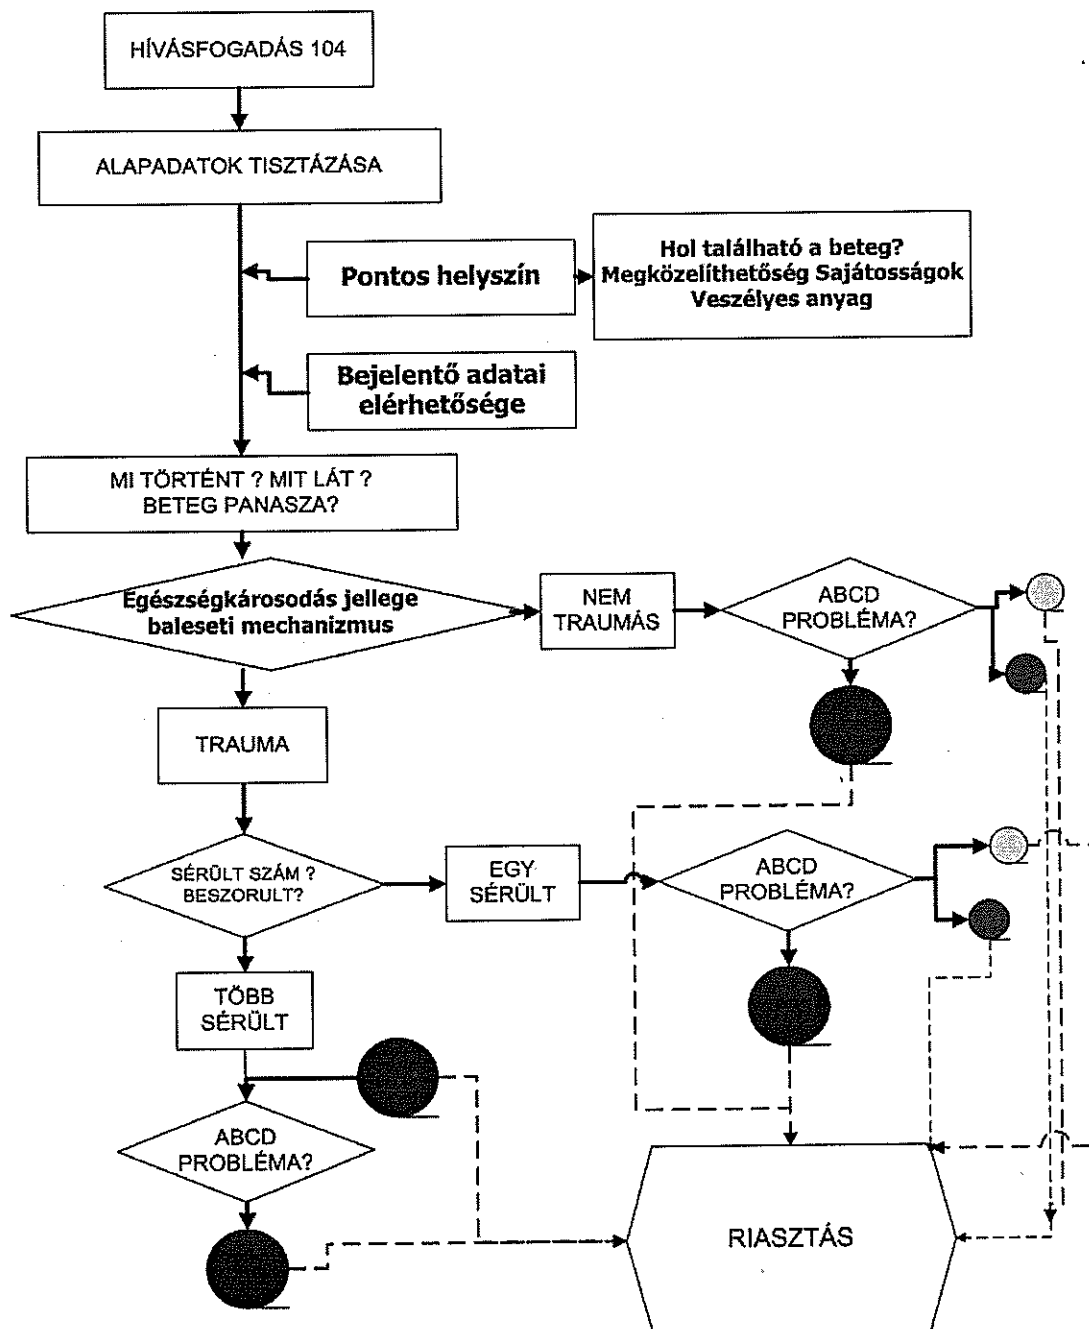 HÍVÁSFOGADÁS 104
ALAPADATOK TISZTÁZÁSA
Pontos helyszín
Hol található a beteg?
Megközelíthetőség Sajátosságok
Veszélyes anyag
Bejelentő adatai
elérhetősége
MI TÖRTÉNT ? MIT LÁT ?
BETEG PANASZA?
Egészségkárosodás jellege
baleseti mechanizmus
NEM
TRAUMÁS
ABCD
PROBLÉMA?
TRAUMA
SÉRÜLT SZÁM ?
BESZORULT?
EGY
SÉRÜLT
ABCD
PROBLÉMA?
TÖBB
SÉRÜLT
ABCD
PROBLÉMA?
RIASZTÁS